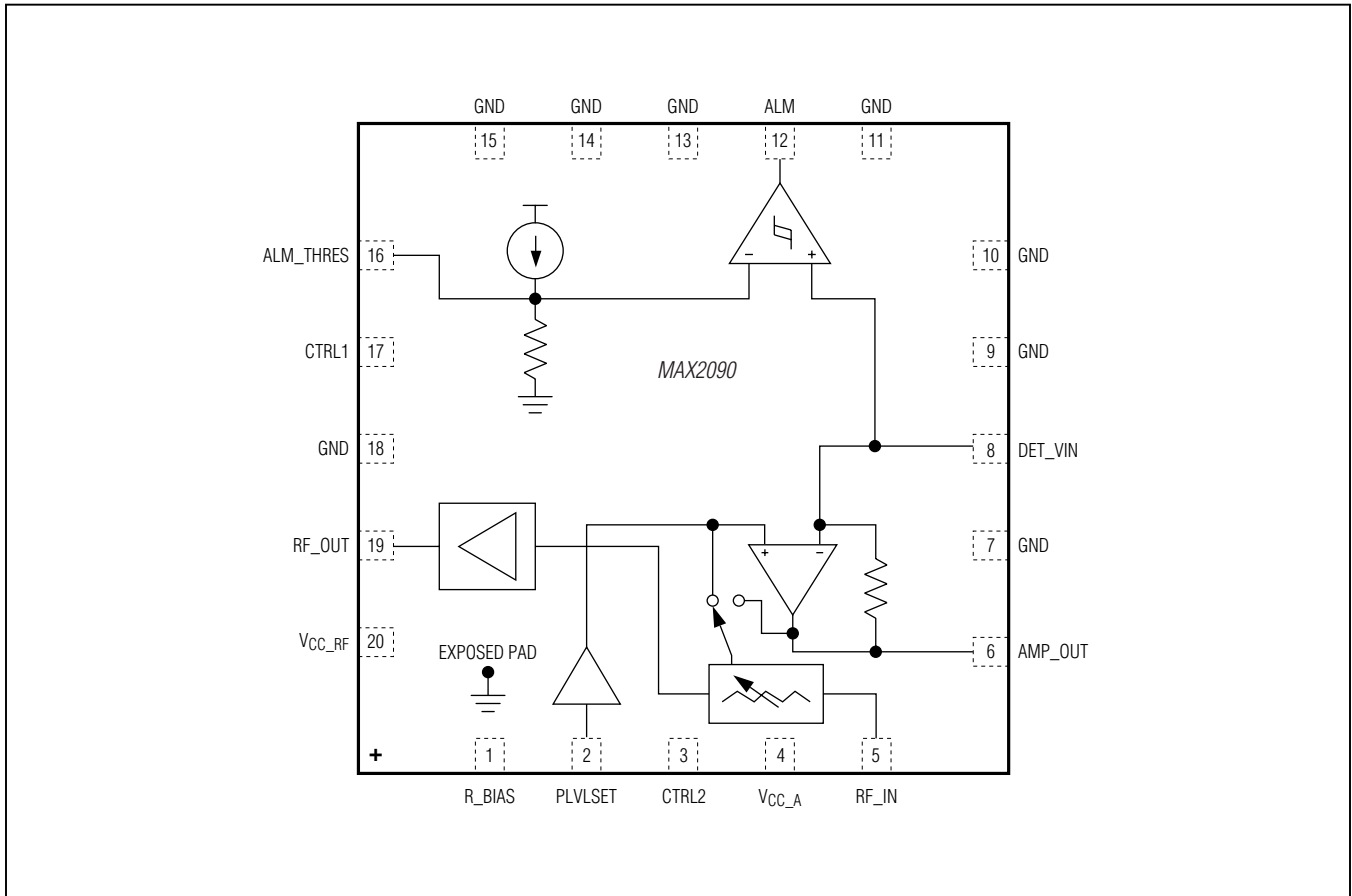 GND GND GND ALM GND
15 14 13 12 11
ALM_THRES 16
10 GND
CTRL1 17
MAX2090
9 GND
GND 18
8 DET_VIN
RF_OUT 19
7 GND
VCC_RF 20
EXPOSED PAD
6 AMP_OUT
1 2 3 4 5
R_BIAS PLVLSET CTRL2 VCC_A RF_IN
- +
+ -
+